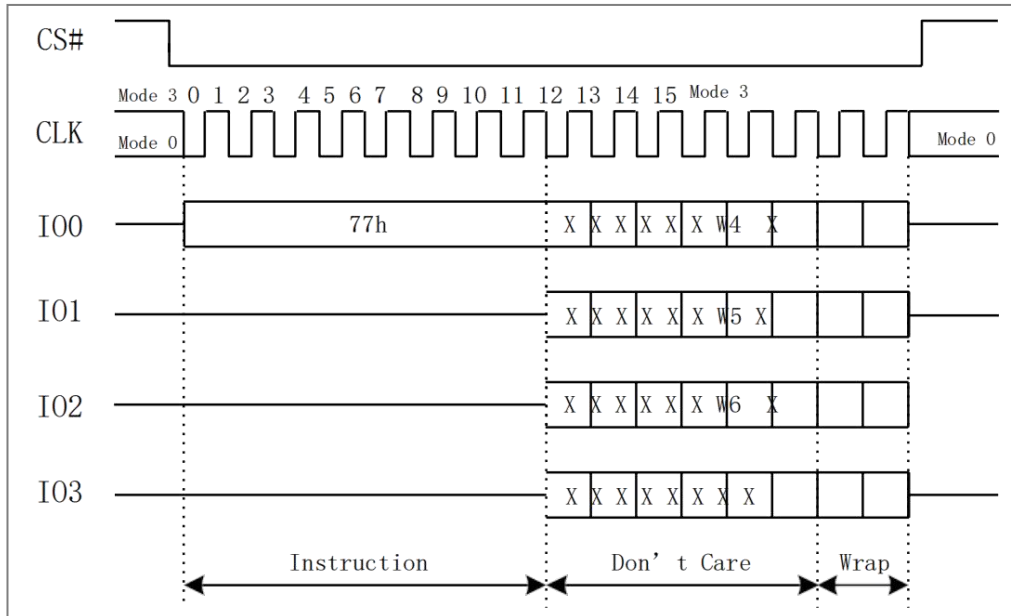 CS#
Mode 3 0 1 2 3 4 5 6 7 8 9 10 11 12 13 14 15 Mode 3
CLK
Mode 0 Mode 0
IO0 77h X X X X X X W4 X
IO1 X X X X X X W5 X
IO2 X X X X X X W6 X
IO3 X X X X X X X X
Instruction Don't Care Wrap